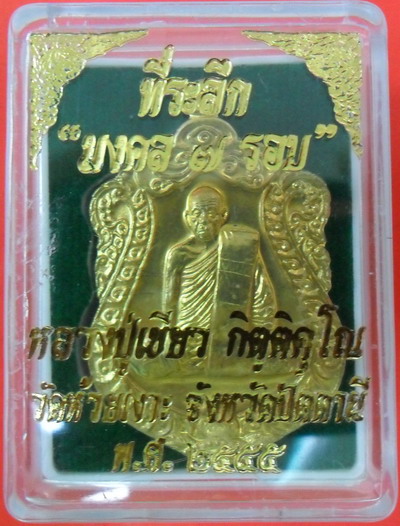 ที่ระลึก
“มงคล ๗ รอบ”
หลวงปู่เขียว กิตฺติคุโณ
วัดห้วยเงาะ จังหวัดปัตตานี
พ.ศ. ๒๕๕๕